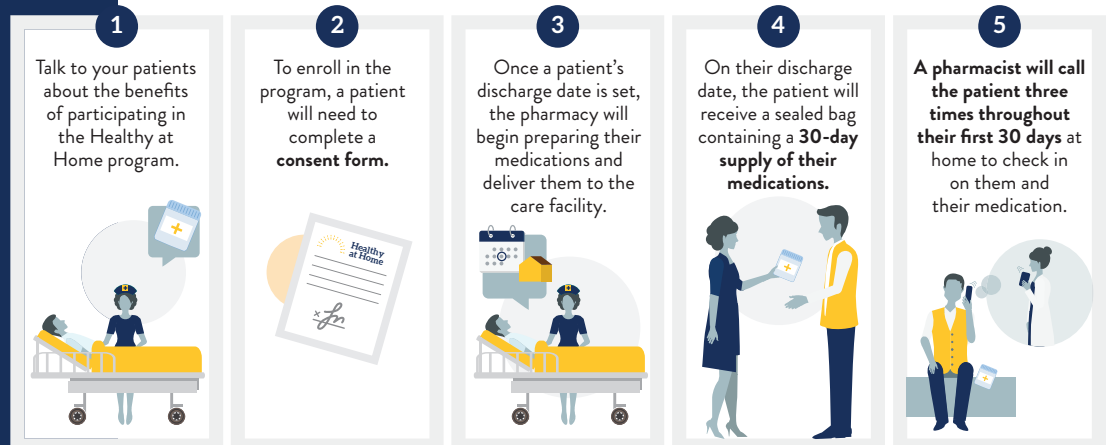 1
Talk to your patients
about the benefits
of participating in
the Healthy at
Home program.
2
To enroll in the
program, a patient
will need to
complete a
consent form.
Healthy
at Home
x
3
Once a patient's
discharge date is set,
the pharmacy will
begin preparing their
medications and
deliver them to the
care facility.
4
On their discharge
date, the patient will
receive a sealed bag
containing a 30-day
supply of their
medications.
5
A pharmacist will call
the patient three
times throughout
their first 30 days at
home to check in
on them and
their medication.